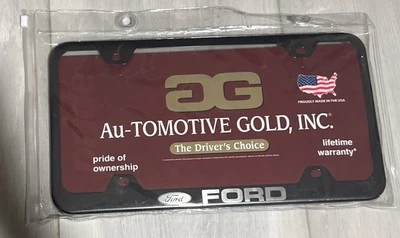 PROUDLY MADE IN THE USA
Au-TOMOTIVE GOLD, INC.
The Driver's Choice
pride of
ownership
lifetime
warranty*
Ford
FORD